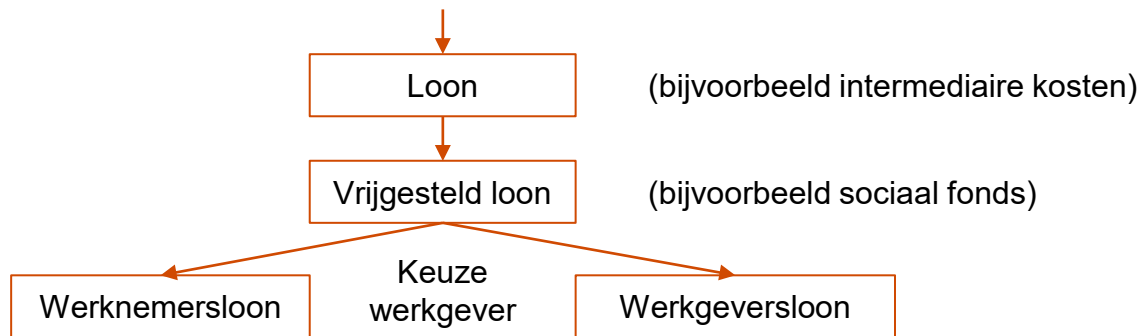 Loon
(bijvoorbeeld intermediaire kosten)
Vrijgesteld loon
(bijvoorbeeld sociaal fonds)
Keuze
werkgever
Werknemersloon
Werkgeversloon